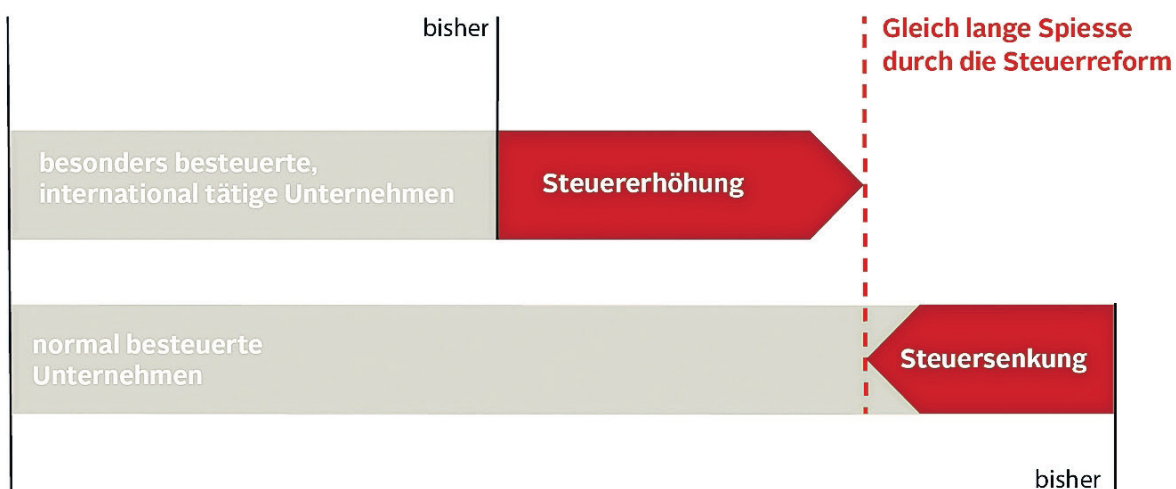 bisher
Gleich lange Spiesse
durch die Steuerreform
besonders besteuerte,
international tätige Unternehmen
Steuererhöhung
normal besteuerte
Unternehmen
Steuersenkung
bisher